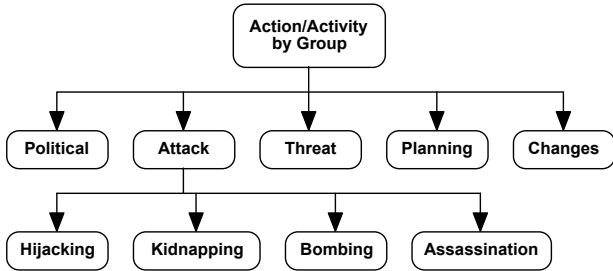 Action/Activity
by Group
Political
Attack
Threat
Planning
Changes
Hijacking
Kidnapping
Bombing
Assassination